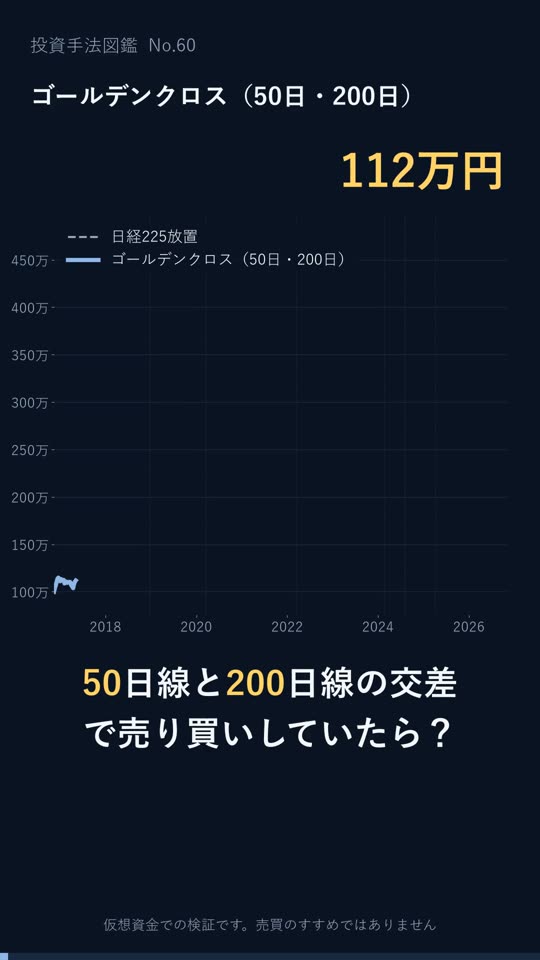 投資手法図鑑 No.60
ゴールデンクロス（50日・200日）
112万円
日経225放置
ゴールデンクロス（50日・200日）
450万
400万
350万
300万
250万
200万
150万
100万
2018 2020 2022 2024 2026
50日線と200日線の交差
で売り買いしていたら？
仮想資金での検証です。売買のすすめではありません